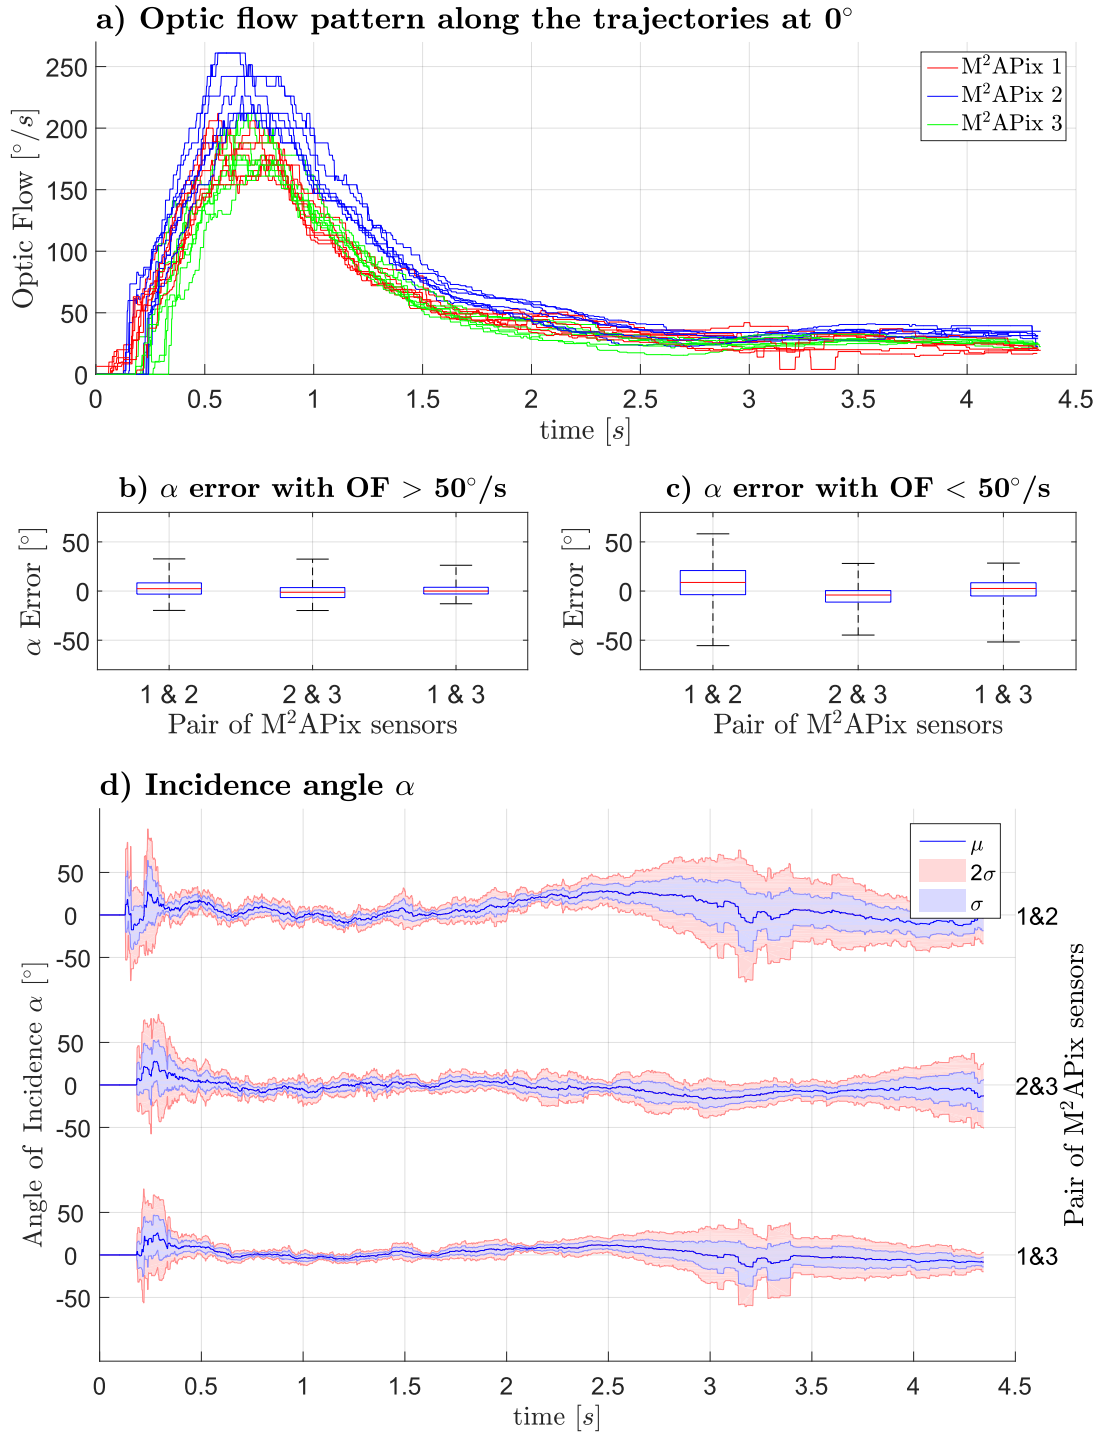 a) Optic flow pattern along the trajectories at 0°
Optic Flow [°/s]
250
200
150
100
50
0
M²APix 1
M²APix 2
M²APix 3
0 0.5 1 1.5 2 2.5 3 3.5 4 4.5
time [s]
b) α error with OF > 50°/s
α Error [°]
50
0
-50
1 & 2 2 & 3 1 & 3
Pair of M²APix sensors
c) α error with OF < 50°/s
α Error [°]
50
0
-50
1 & 2 2 & 3 1 & 3
Pair of M²APix sensors
d) Incidence angle α
Angle of Incidence α [°]
50
0
-50
50
0
-50
50
0
-50
μ
2σ
σ
1&2
2&3
1&3
Pair of M²APix sensors
0 0.5 1 1.5 2 2.5 3 3.5 4 4.5
time [s]